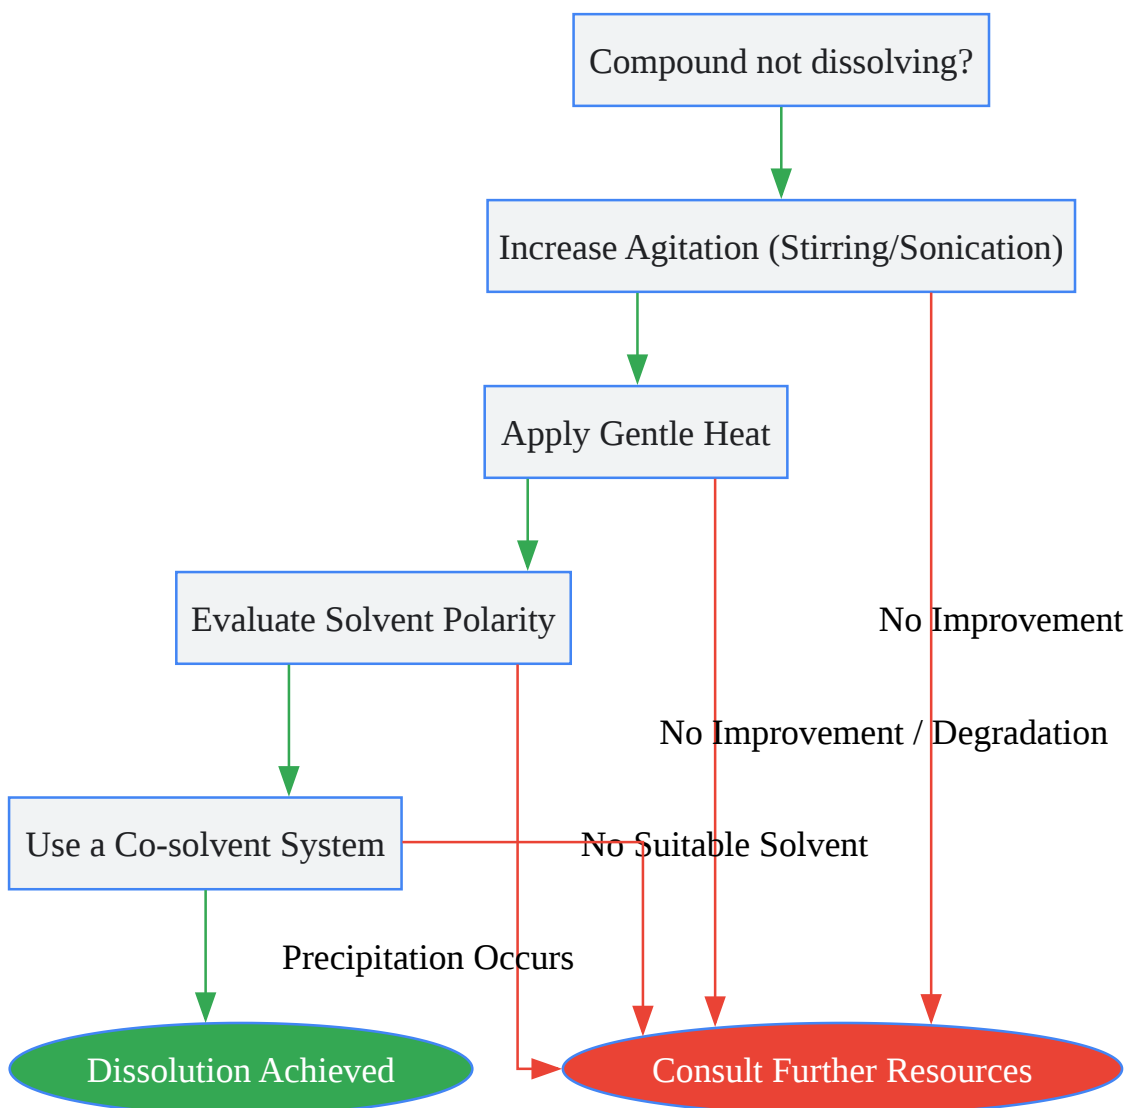 Compound not dissolving?
Increase Agitation (Stirring/Sonication)
Apply Gentle Heat
Evaluate Solvent Polarity
No Improvement
No Improvement / Degradation
Use a Co-solvent System
No Suitable Solvent
Precipitation Occurs
Dissolution Achieved
Consult Further Resources